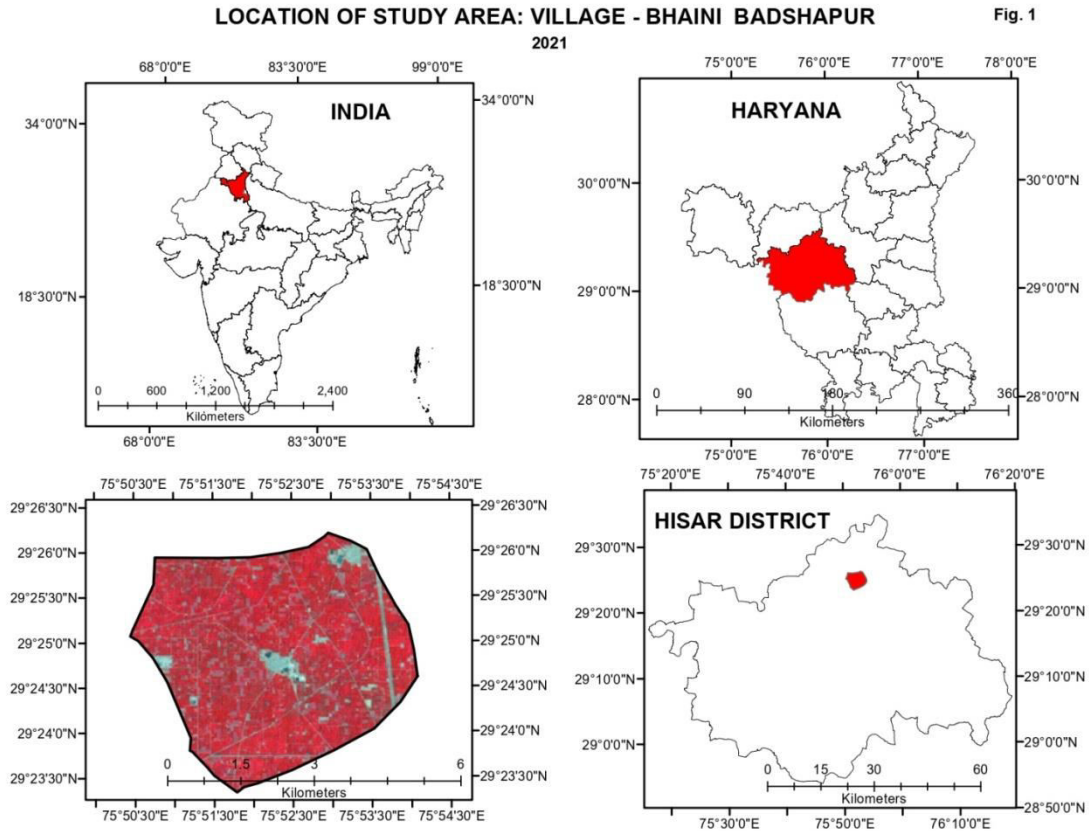 LOCATION OF STUDY AREA: VILLAGE - BHAINI BADSHAPUR
Fig. 1
2021
68°0'0"E 83°30'0"E 99°0'0"E
INDIA
34°0'0"N
34°0'0"N
18°30'0"N
18°30'0"N
0 600 1,200 2,400
Kilometers
68°0'0"E 83°30'0"E
75°0'0"E 76°0'0"E 77°0'0"E 78°0'0"E
HARYANA
30°0'0"N
30°0'0"N
29°0'0"N
29°0'0"N
28°0'0"N
28°0'0"N
0 90 180 360
Kilometers
75°0'0"E 76°0'0"E 77°0'0"E
75°50'30"E 75°51'30"E 75°52'30"E 75°53'30"E 75°54'30"E
29°26'30"N
29°26'30"N
29°26'0"N
29°26'0"N
29°25'30"N
29°25'30"N
29°25'0"N
29°25'0"N
29°24'30"N
29°24'30"N
29°24'0"N
29°24'0"N
29°23'30"N
29°23'30"N
0 1.5 3 6
Kilometers
75°50'30"E 75°51'30"E 75°52'30"E 75°53'30"E 75°54'30"E
75°20'0"E 75°40'0"E 76°0'0"E 76°20'0"E
HISAR DISTRICT
29°30'0"N
29°30'0"N
29°20'0"N
29°20'0"N
29°10'0"N
29°10'0"N
29°0'0"N
29°0'0"N
28°50'0"N
0 15 30 60
Kilometers
75°30'0"E 75°50'0"E 76°10'0"E